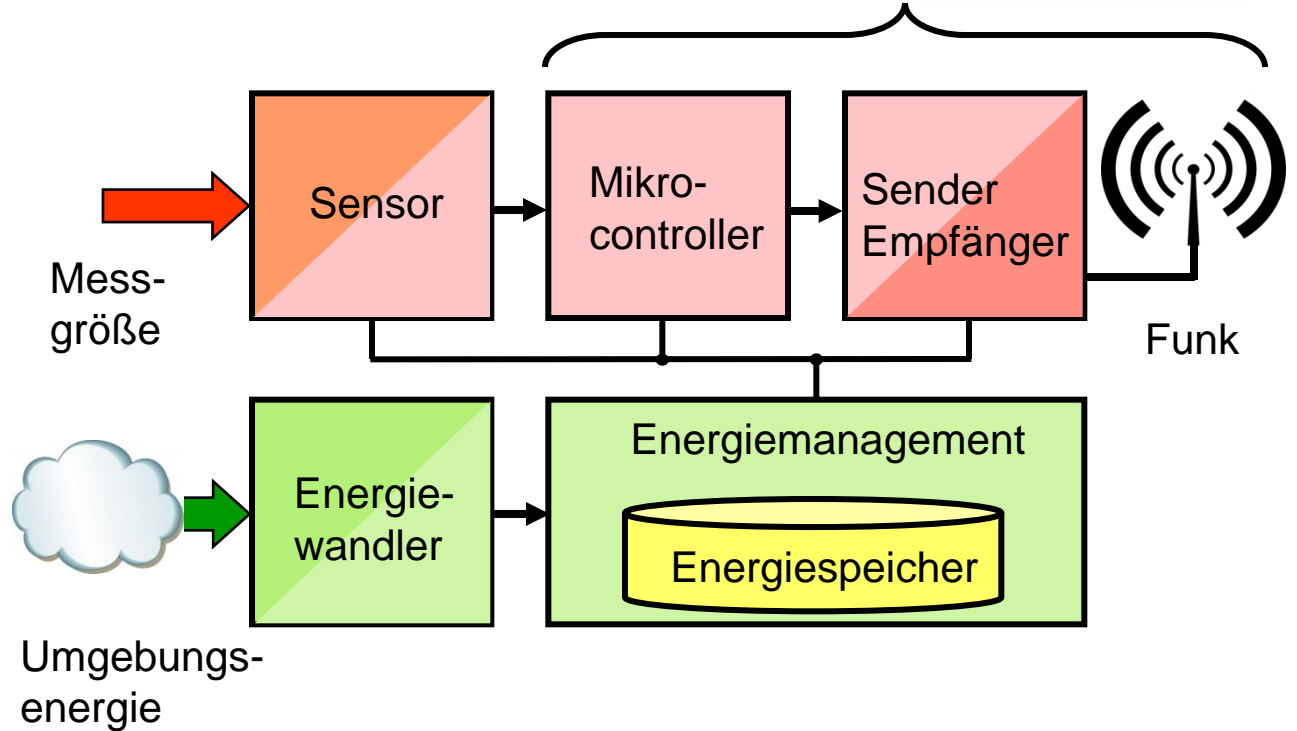 Sensor
Mikro-
controller
Sender
Empfänger
Mess-
größe
Funk
Energiemanagement
Energie-
wandler
Energiespeicher
Umgebungs-
energie